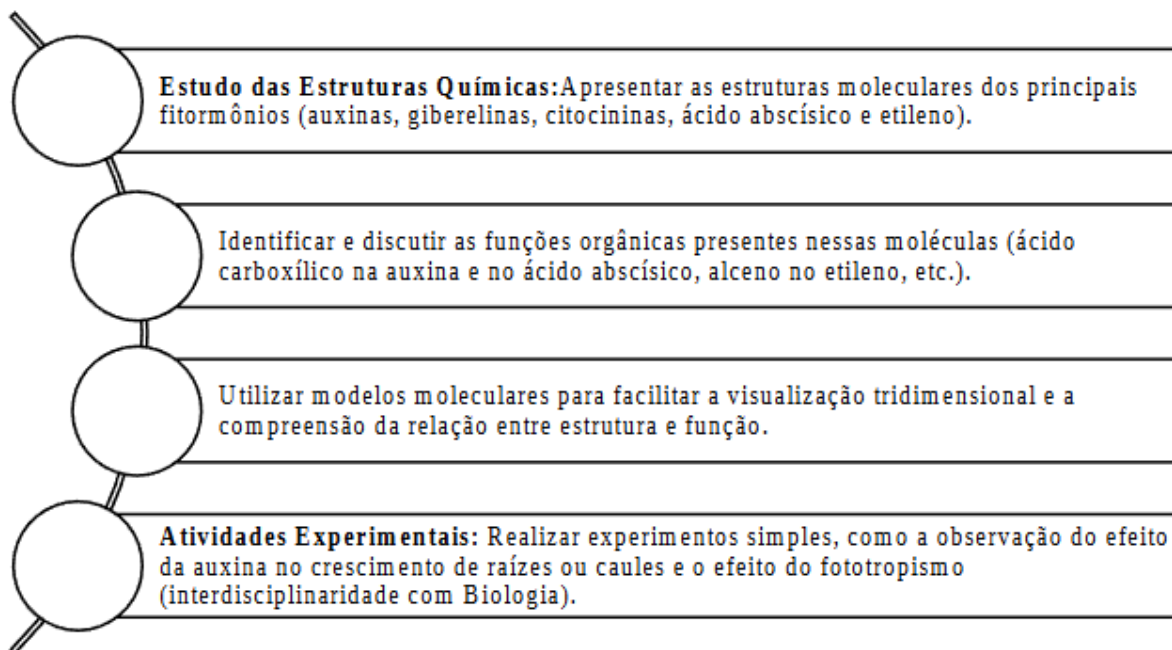 Estudo das Estruturas Químicas:Apresentar as estruturas moleculares dos principais
fitormônios (auxinas, giberelinas, citocininas, ácido abscísico e etileno).
Identificar e discutir as funções orgânicas presentes nessas moléculas (ácido
carboxílico na auxina e no ácido abscísico, alceno no etileno, etc.).
Utilizar modelos moleculares para facilitar a visualização tridimensional e a
compreensão da relação entre estrutura e função.
Atividades Experimentais: Realizar experimentos simples, como a observação do efeito
da auxina no crescimento de raízes ou caules e o efeito do fototropismo
(interdisciplinaridade com Biologia).